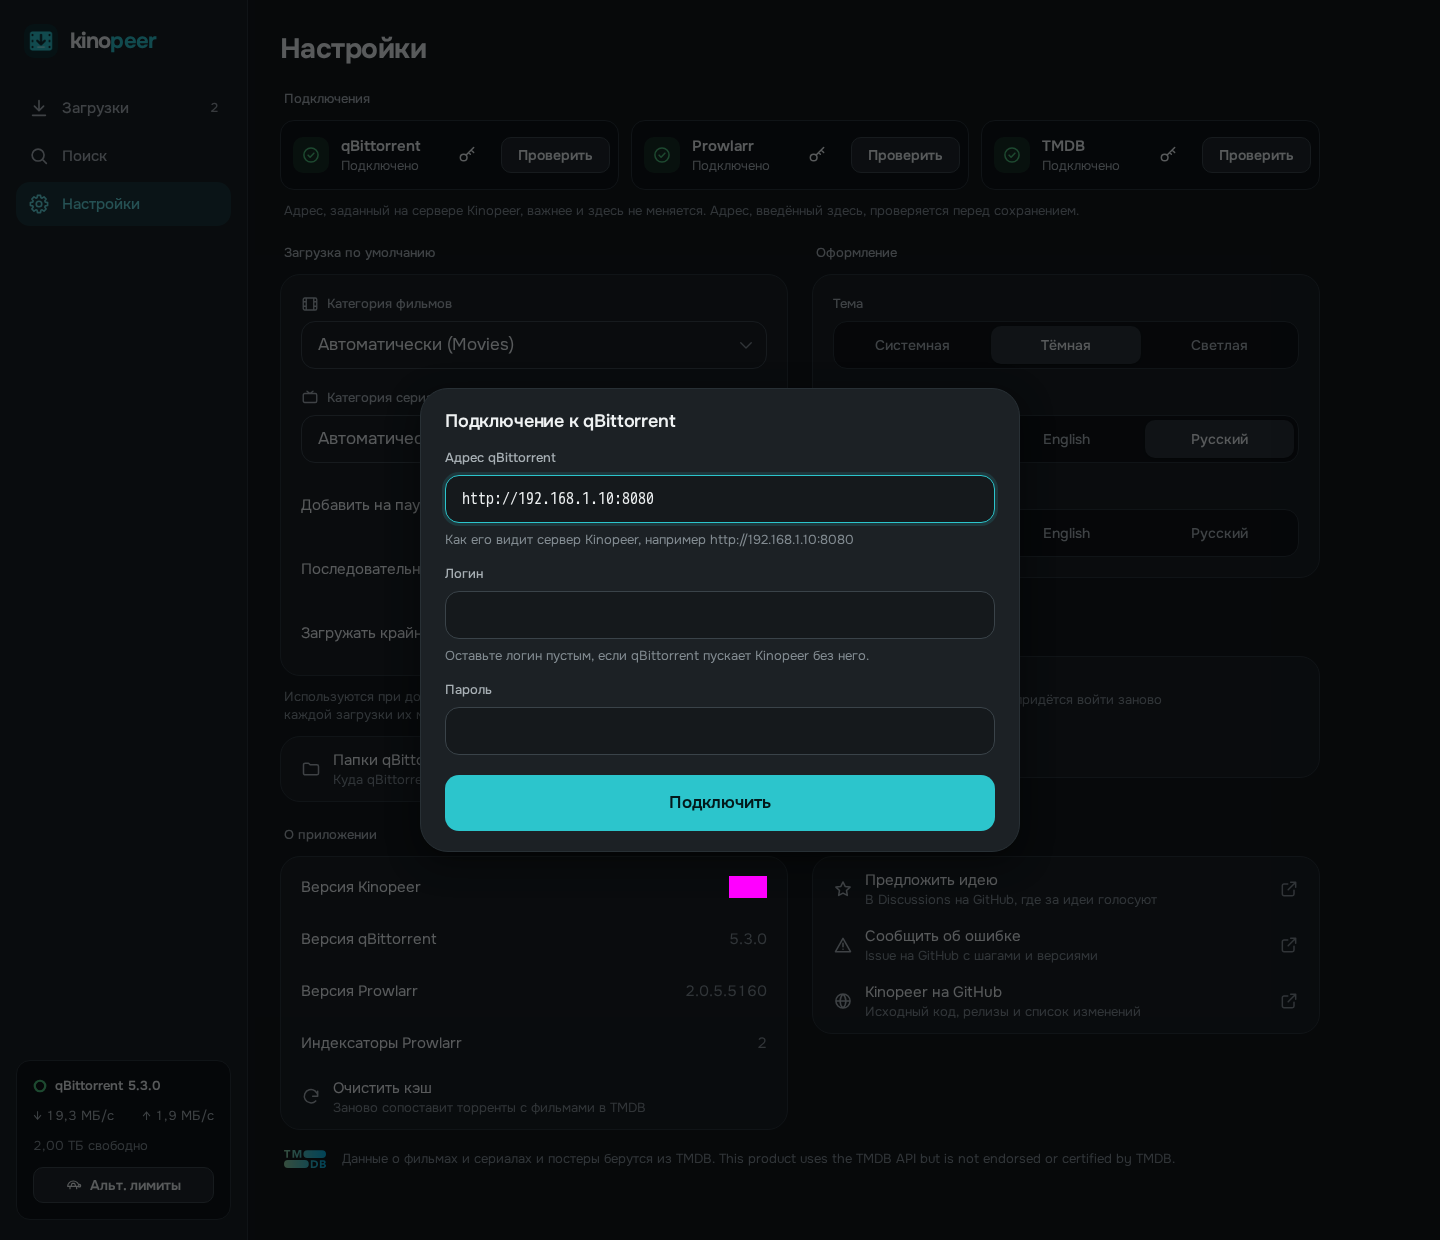 kinopeer
Загрузки 2
Поиск
Настройки
qBittorrent 5.3.0
↓ 19,3 МБ/с ↑ 1,9 МБ/с
2,00 ТБ свободно
Альт. лимиты
Настройки
Подключения
qBittorrent
Подключено
Проверить
Prowlarr
Подключено
Проверить
TMDB
Подключено
Проверить
Адрес, заданный на сервере Kinopeer, важнее и здесь не меняется. Адрес, введённый здесь, проверяется перед сохранением.
Загрузка по умолчанию
Категория фильмов
Автоматически (Movies)
Категория сери
Автоматичес
Добавить на пау
Последовательн
Загружать край
Используются при до
каждой загрузки их м
Папки qBitto
Куда qBittorre
Оформление
Тема
Системная Тёмная Светлая
English Русский
English Русский
придётся войти заново
Подключение к qBittorrent
Адрес qBittorrent
http://192.168.1.10:8080
Как его видит сервер Kinopeer, например http://192.168.1.10:8080
Логин
Оставьте логин пустым, если qBittorrent пускает Kinopeer без него.
Пароль
Подключить
О приложении
Версия Kinopeer
Версия qBittorrent 5.3.0
Версия Prowlarr 2.0.5.5160
Индексаторы Prowlarr 2
Очистить кэш
Заново сопоставит торренты с фильмами в TMDB
Предложить идею
В Discussions на GitHub, где за идеи голосуют
Сообщить об ошибке
Issue на GitHub с шагами и версиями
Kinopeer на GitHub
Исходный код, релизы и список изменений
TMDB
Данные о фильмах и сериалах и постеры берутся из TMDB. This product uses the TMDB API but is not endorsed or certified by TMDB.